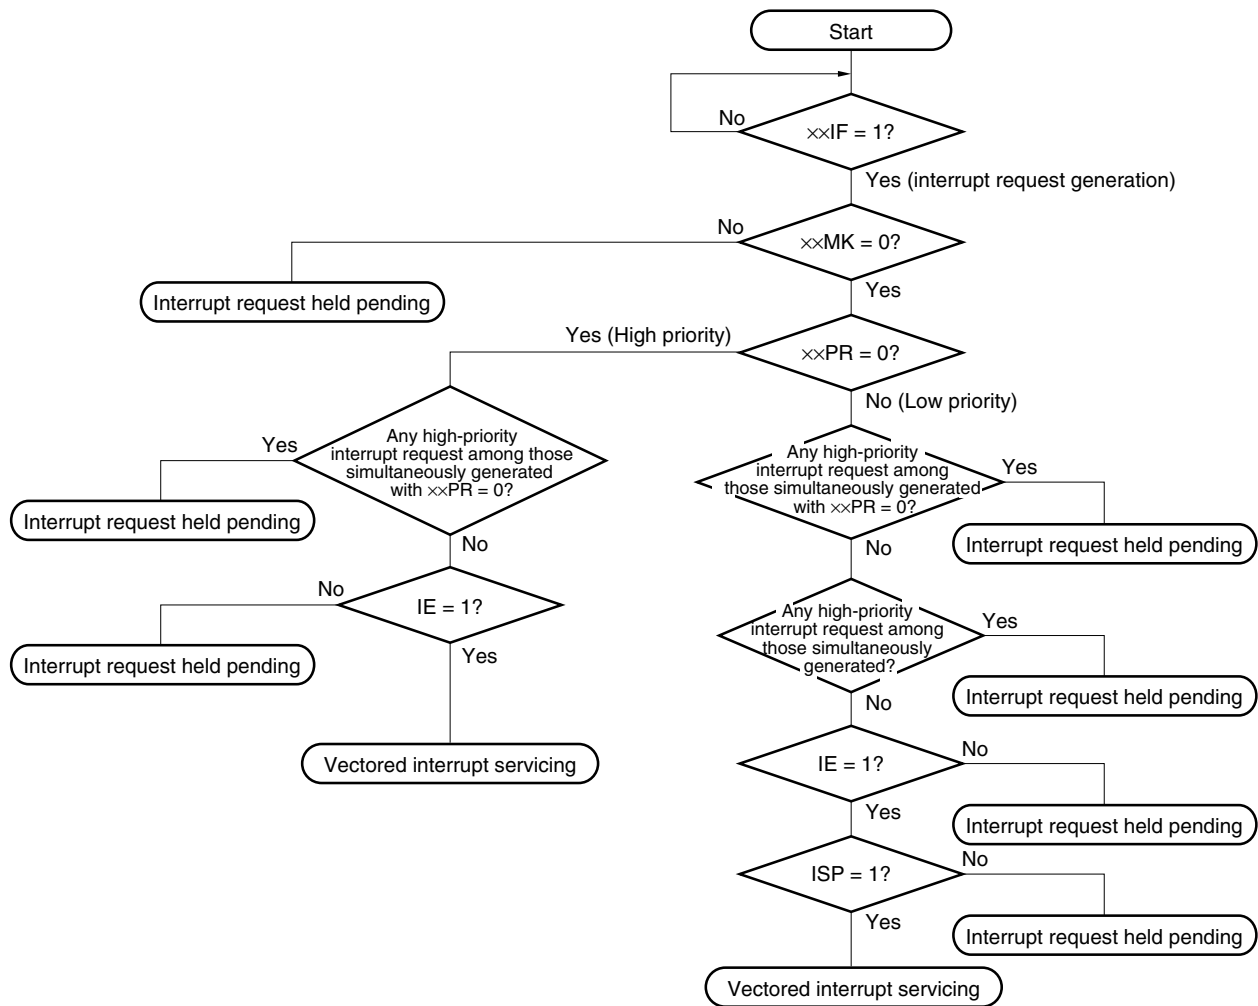 Start
No
××IF = 1?
Yes (interrupt request generation)
No
××MK = 0?
Interrupt request held pending
Yes
Yes (High priority)
××PR = 0?
No (Low priority)
Yes
Any high-priority
interrupt request among those
simultaneously generated
with ××PR = 0?
Any high-priority
interrupt request among
those simultaneously generated
with ××PR = 0?
Yes
Interrupt request held pending
Interrupt request held pending
No
No
No
IE = 1?
Any high-priority
interrupt request among
those simultaneously
generated?
Yes
Interrupt request held pending
Yes
Interrupt request held pending
No
Vectored interrupt servicing
IE = 1?
No
Yes
Interrupt request held pending
ISP = 1?
No
Yes
Interrupt request held pending
Vectored interrupt servicing